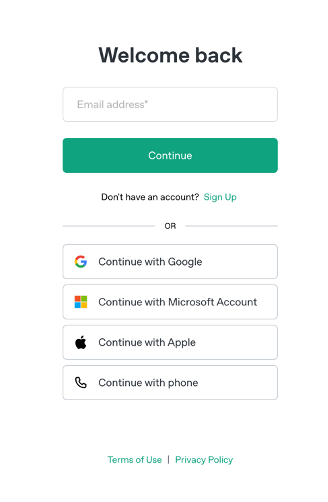 Welcome back
Email address*
Continue
Don't have an account? Sign Up
OR
Continue with Google
Continue with Microsoft Account
Continue with Apple
Continue with phone
Terms of Use | Privacy Policy